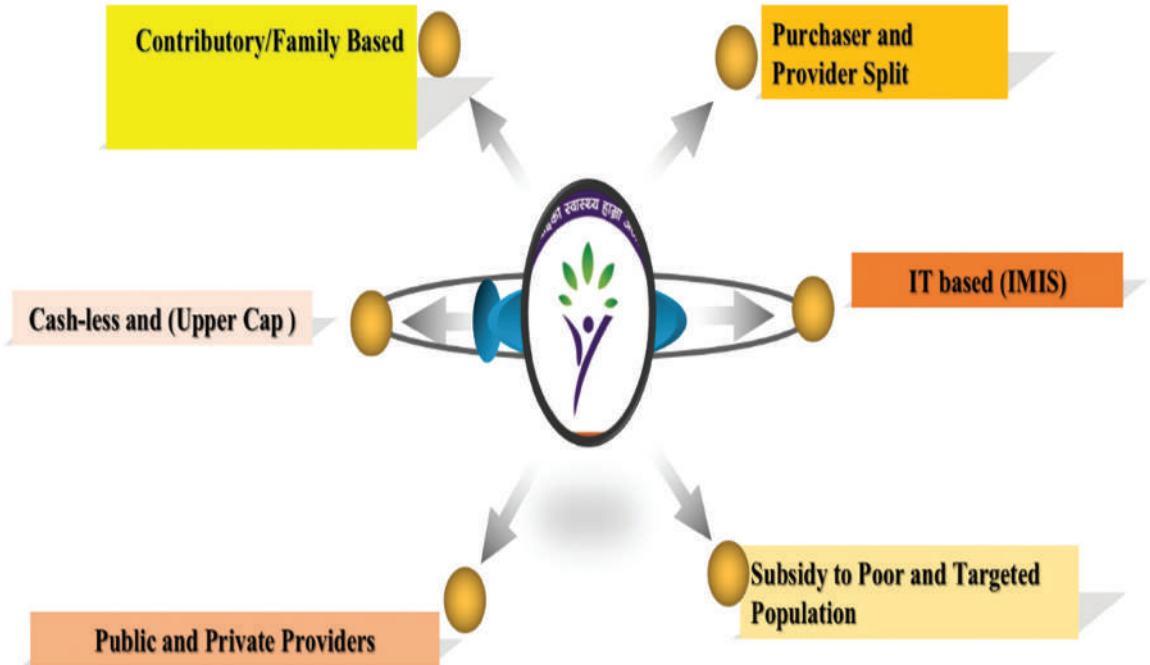 Contributory/Family Based
Purchaser and
Provider Split
स्वास्थ्य हाम्रो
Cash-less and (Upper Cap )
IT based (IMIS)
Subsidy to Poor and Targeted
Population
Public and Private Providers